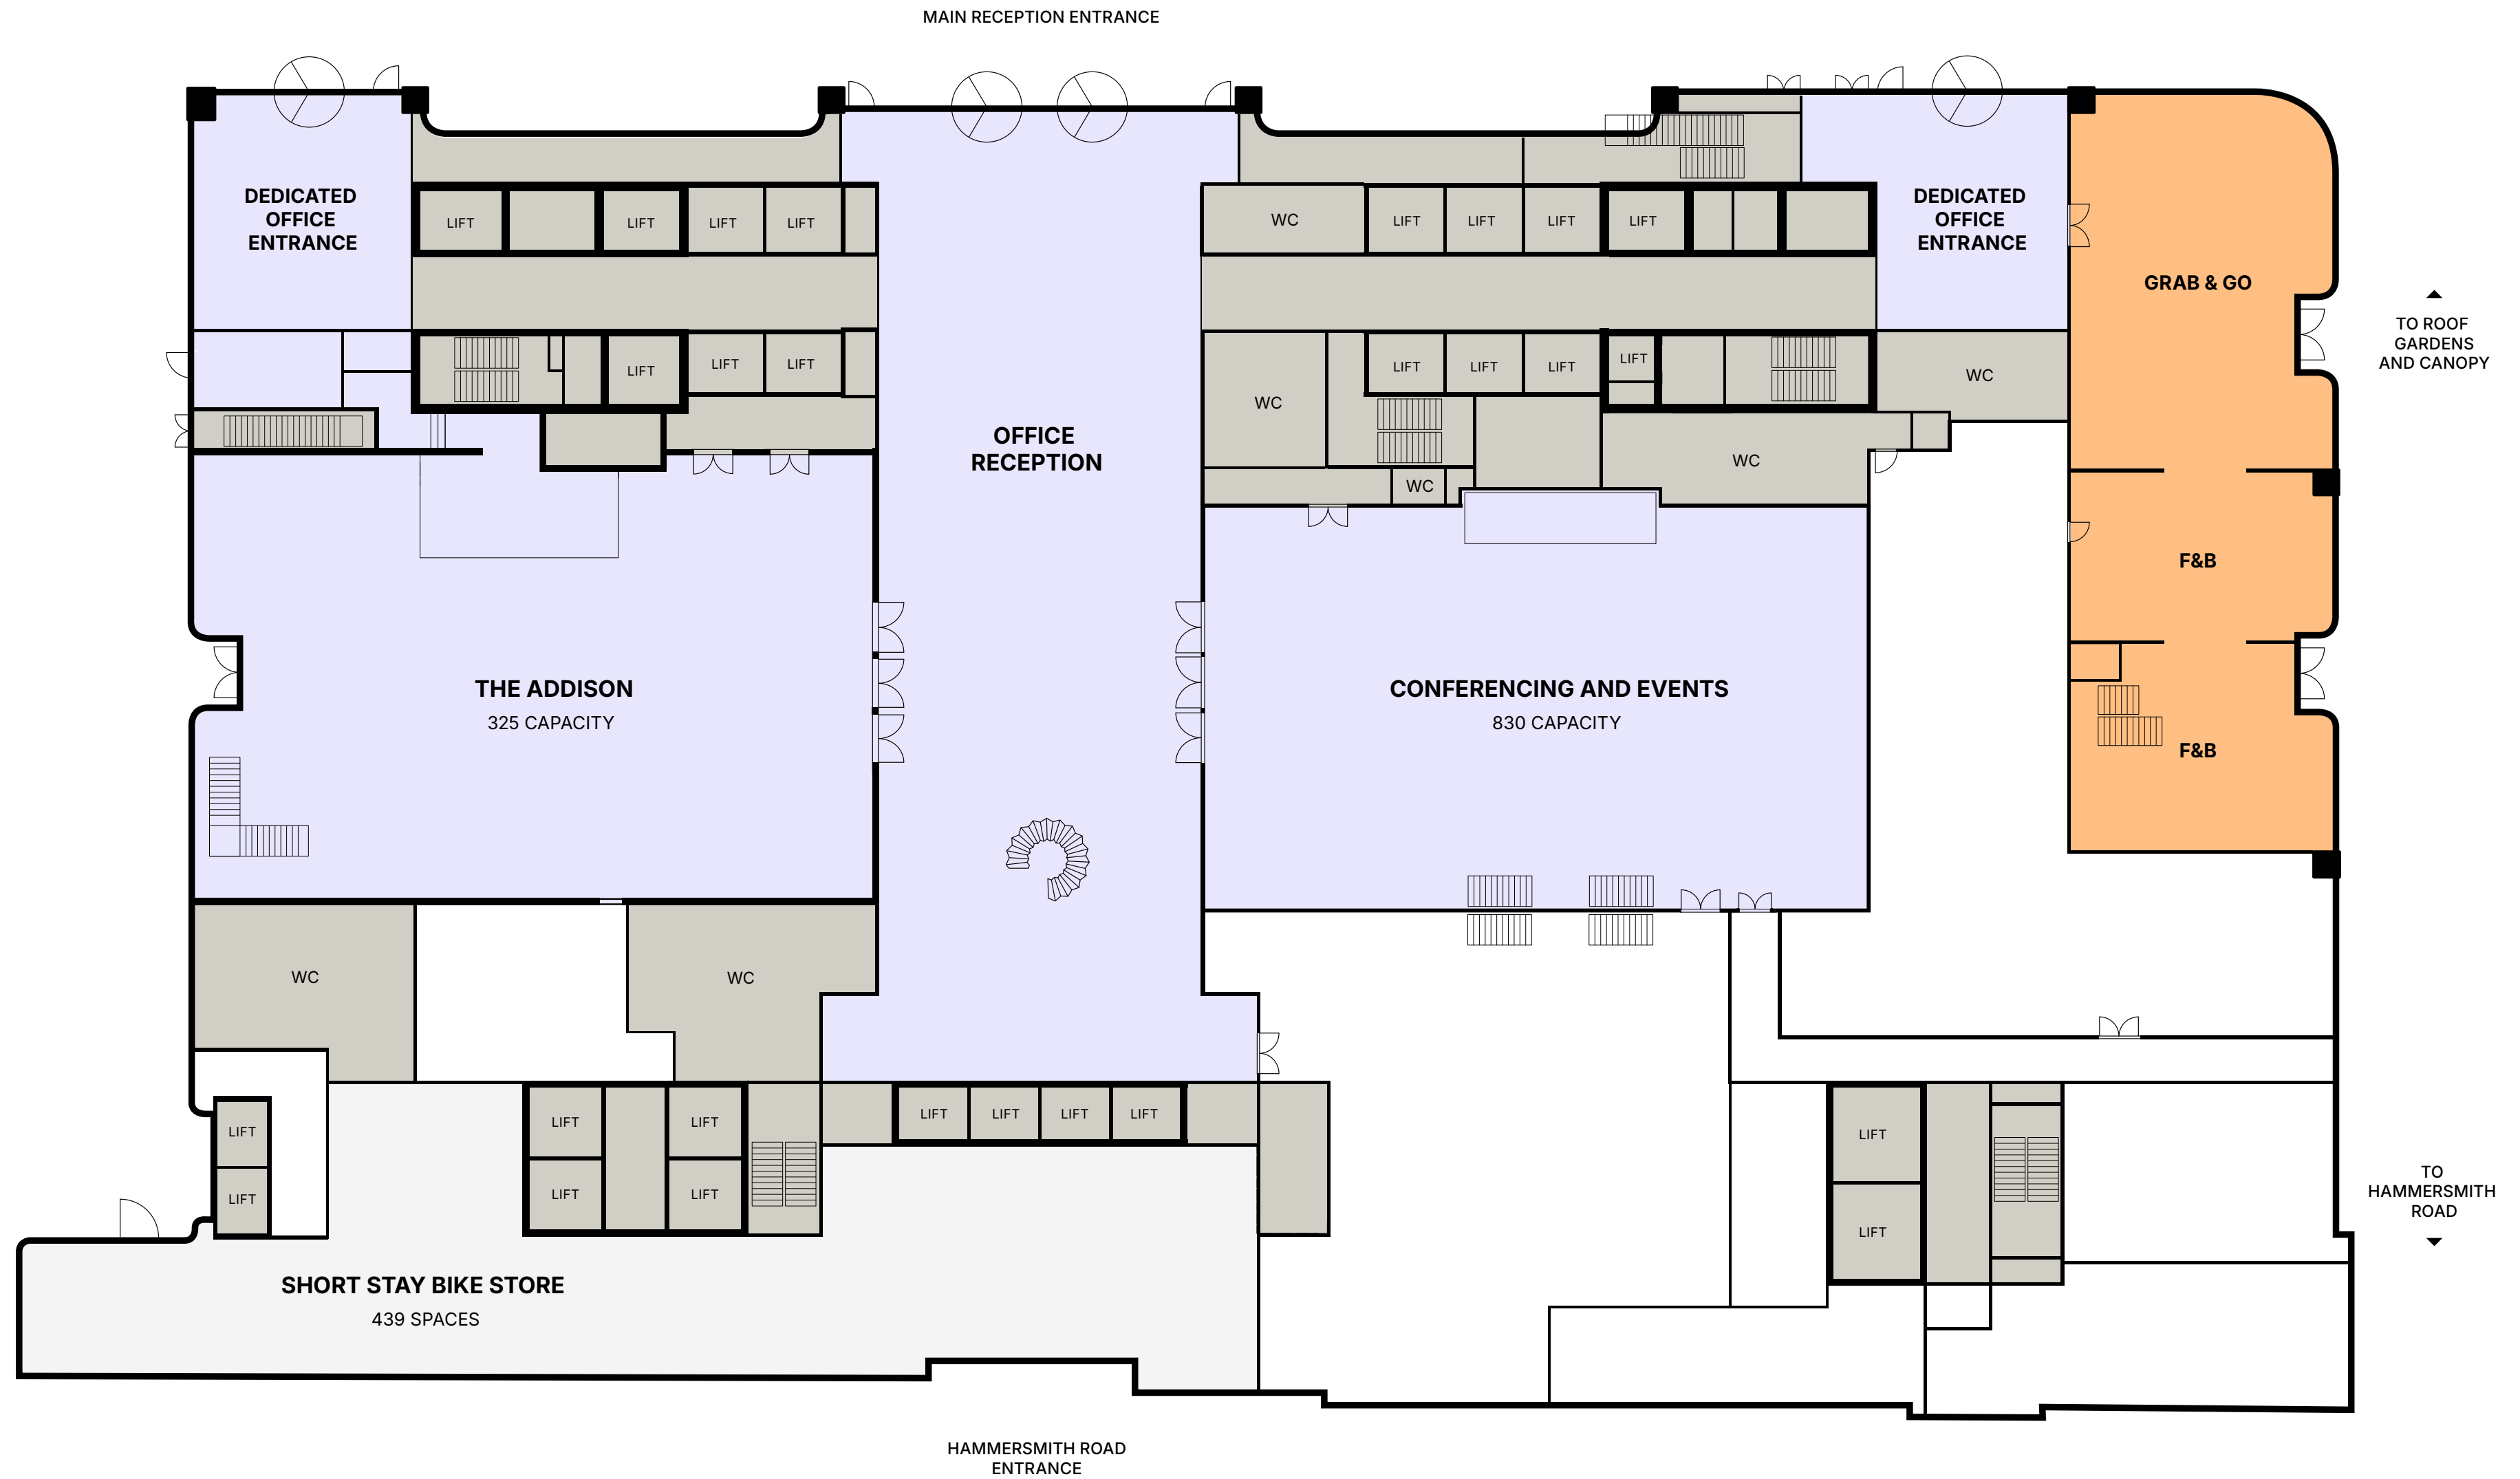 MAIN RECEPTION ENTRANCE
DEDICATED
OFFICE
ENTRANCE
LIFT
LIFT
LIFT
LIFT
WC
LIFT
LIFT
LIFT
LIFT
DEDICATED
OFFICE
ENTRANCE
GRAB & GO
TO ROOF
GARDENS
AND CANOPY
LIFT
LIFT
LIFT
WC
LIFT
LIFT
LIFT
LIFT
WC
OFFICE
RECEPTION
WC
WC
F&B
THE ADDISON
325 CAPACITY
CONFERENCING AND EVENTS
830 CAPACITY
F&B
WC
WC
LIFT
LIFT
LIFT
LIFT
LIFT
LIFT
LIFT
LIFT
LIFT
LIFT
LIFT
LIFT
TO
HAMMERSMITH
ROAD
SHORT STAY BIKE STORE
439 SPACES
HAMMERSMITH ROAD
ENTRANCE